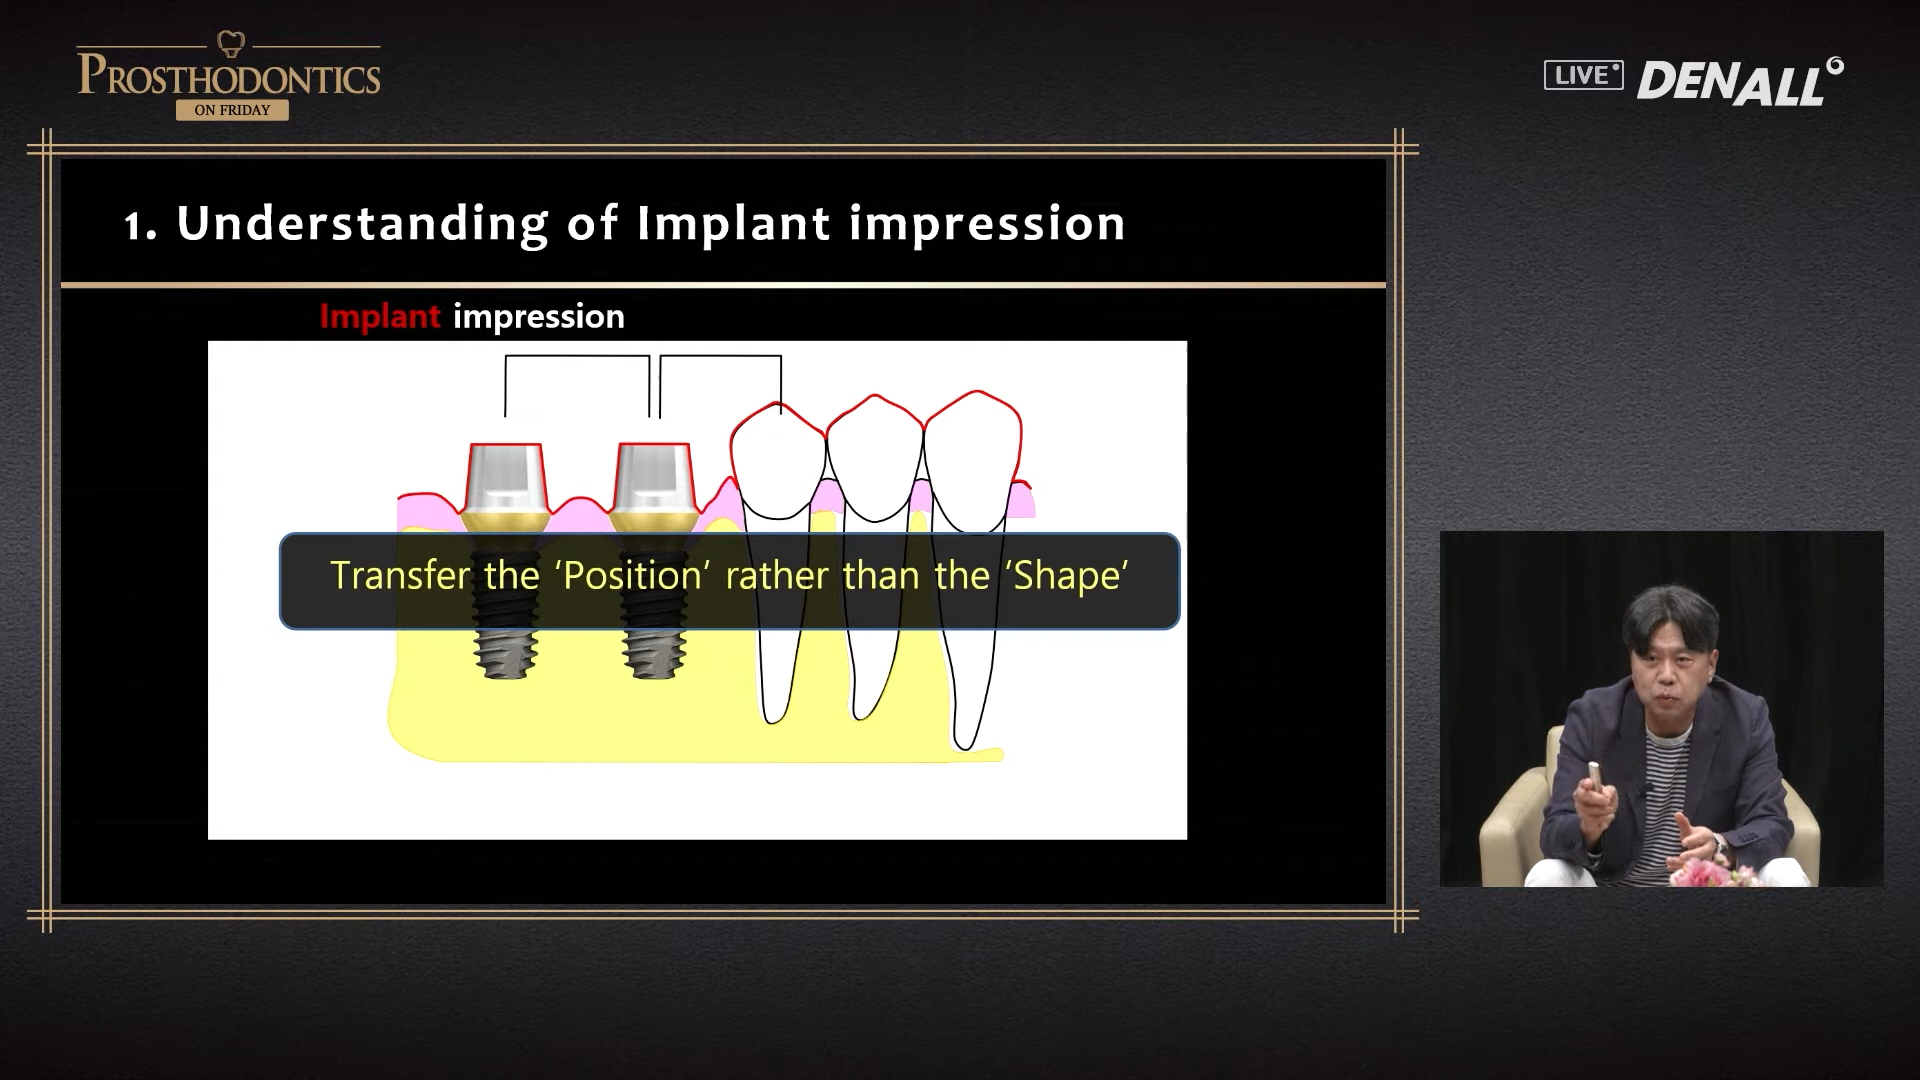 PROSTHODONTICS
ON FRIDAY
LIVE DENALL
1. Understanding of Implant impression
Implant impression
Transfer the ‘Position’ rather than the ‘Shape’